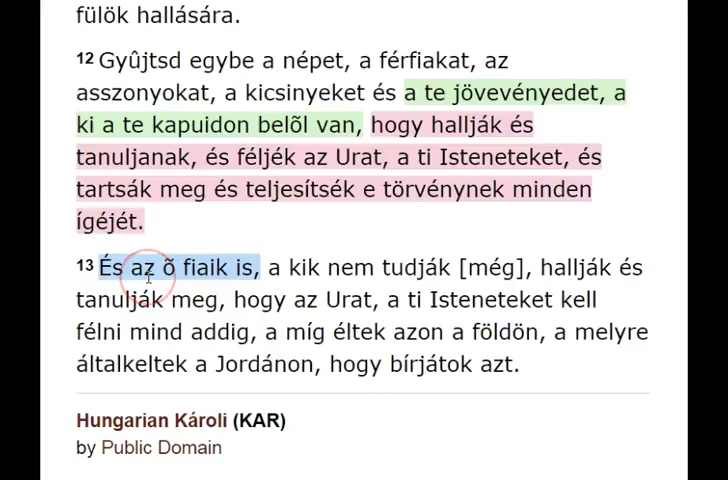 fülök hallására.
12 Gyûjtsd egybe a népet, a férfiakat, az
asszonyokat, a kicsinyeket és a te jövevényedet, a
ki a te kapuidon belõl van, hogy hallják és
tanuljanak, és féljék az Urat, a ti Isteneteket, és
tartsák meg és teljesítsék e törvénynek minden
ígéjét.
13 És az õ fiaik is, a kik nem tudják [még], hallják és
tanulják meg, hogy az Urat, a ti Isteneteket kell
félni mind addig, a míg éltek azon a földön, a melyre
általkeltek a Jordánon, hogy bírjátok azt.
Hungarian Károli (KAR)
by Public Domain